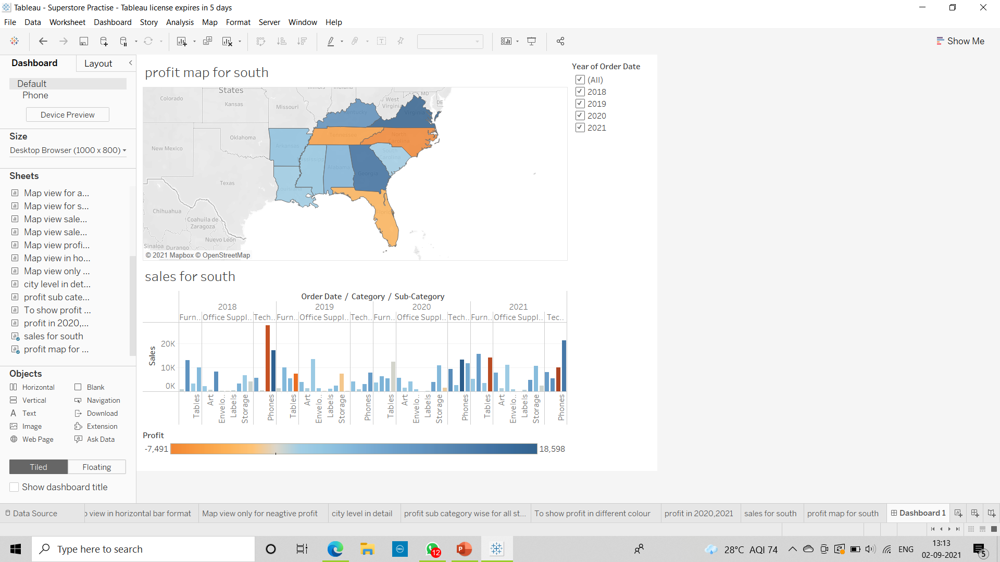 Tableau - Superstore Practise - Tableau license expires in 5 days
File Data Worksheet Dashboard Story Analysis Map Format Server Window Help
Show Me
Dashboard Layout
Default
Phone
Device Preview
Size
Desktop Browser (1000 x 800)
Sheets
Map view for a...
Map view for s...
Map view sale...
Map view sale...
Map view profi...
Map view in ho...
Map view only ...
city level in det...
profit sub cate...
To show profit ...
profit in 2020,...
sales for south
profit map for ...
Objects
Horizontal Blank
Vertical Navigation
A Text Download
Image Extension
Web Page Ask Data
Tiled Floating
Show dashboard title
profit map for south
States
Colorado
Kansas
Missouri
Illinois
Indiana
West Virginia
MD
DE
Kentucky
Virginia
Oklahoma
New Mexico
Arkansas
Tennessee
North Carolina
South Carolina
Mississippi
Alabama
Georgia
Texas
Florida
Chihuahua
Coahuila de Zaragoza
Nuevo León
Sinaloa
Durango
© 2021 Mapbox © OpenStreetMap
Year of Order Date
(All)
2018
2019
2020
2021
sales for south
Order Date / Category / Sub-Category
2018 2019 2020 2021
Furn.. Office Suppl.. Tech.. Furn.. Office Suppl.. Tech.. Furn.. Office Suppl.. Tech.. Furn.. Office Suppl.. Tec..
Sales
20K
10K
0K
Tables Art Envelo.. Labels Storage Phones Tables Art Envelo.. Labels Storage Phones Tables Art Envelo.. Labels Storage Phones Tables Art Envelo.. Labels Storage Phones
Profit
-7,491 18,598
Data Source p view in horizontal bar format Map view only for neagtive profit city level in detail profit sub category wise for all st... To show profit in different colour profit in 2020,2021 sales for south profit map for south Dashboard 1
Type here to search
DELL
12
P
28°C AQI 74
ENG
13:13
02-09-2021
5